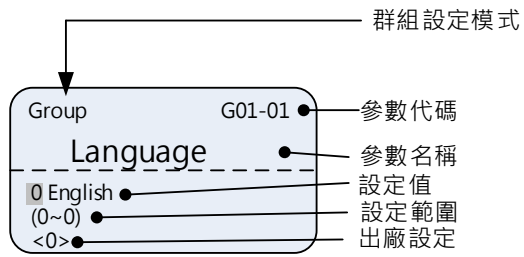 群組設定模式
Group G01-01 參數代碼
Language 參數名稱
0 English 設定值
(0~0) 設定範圍
<0> 出廠設定